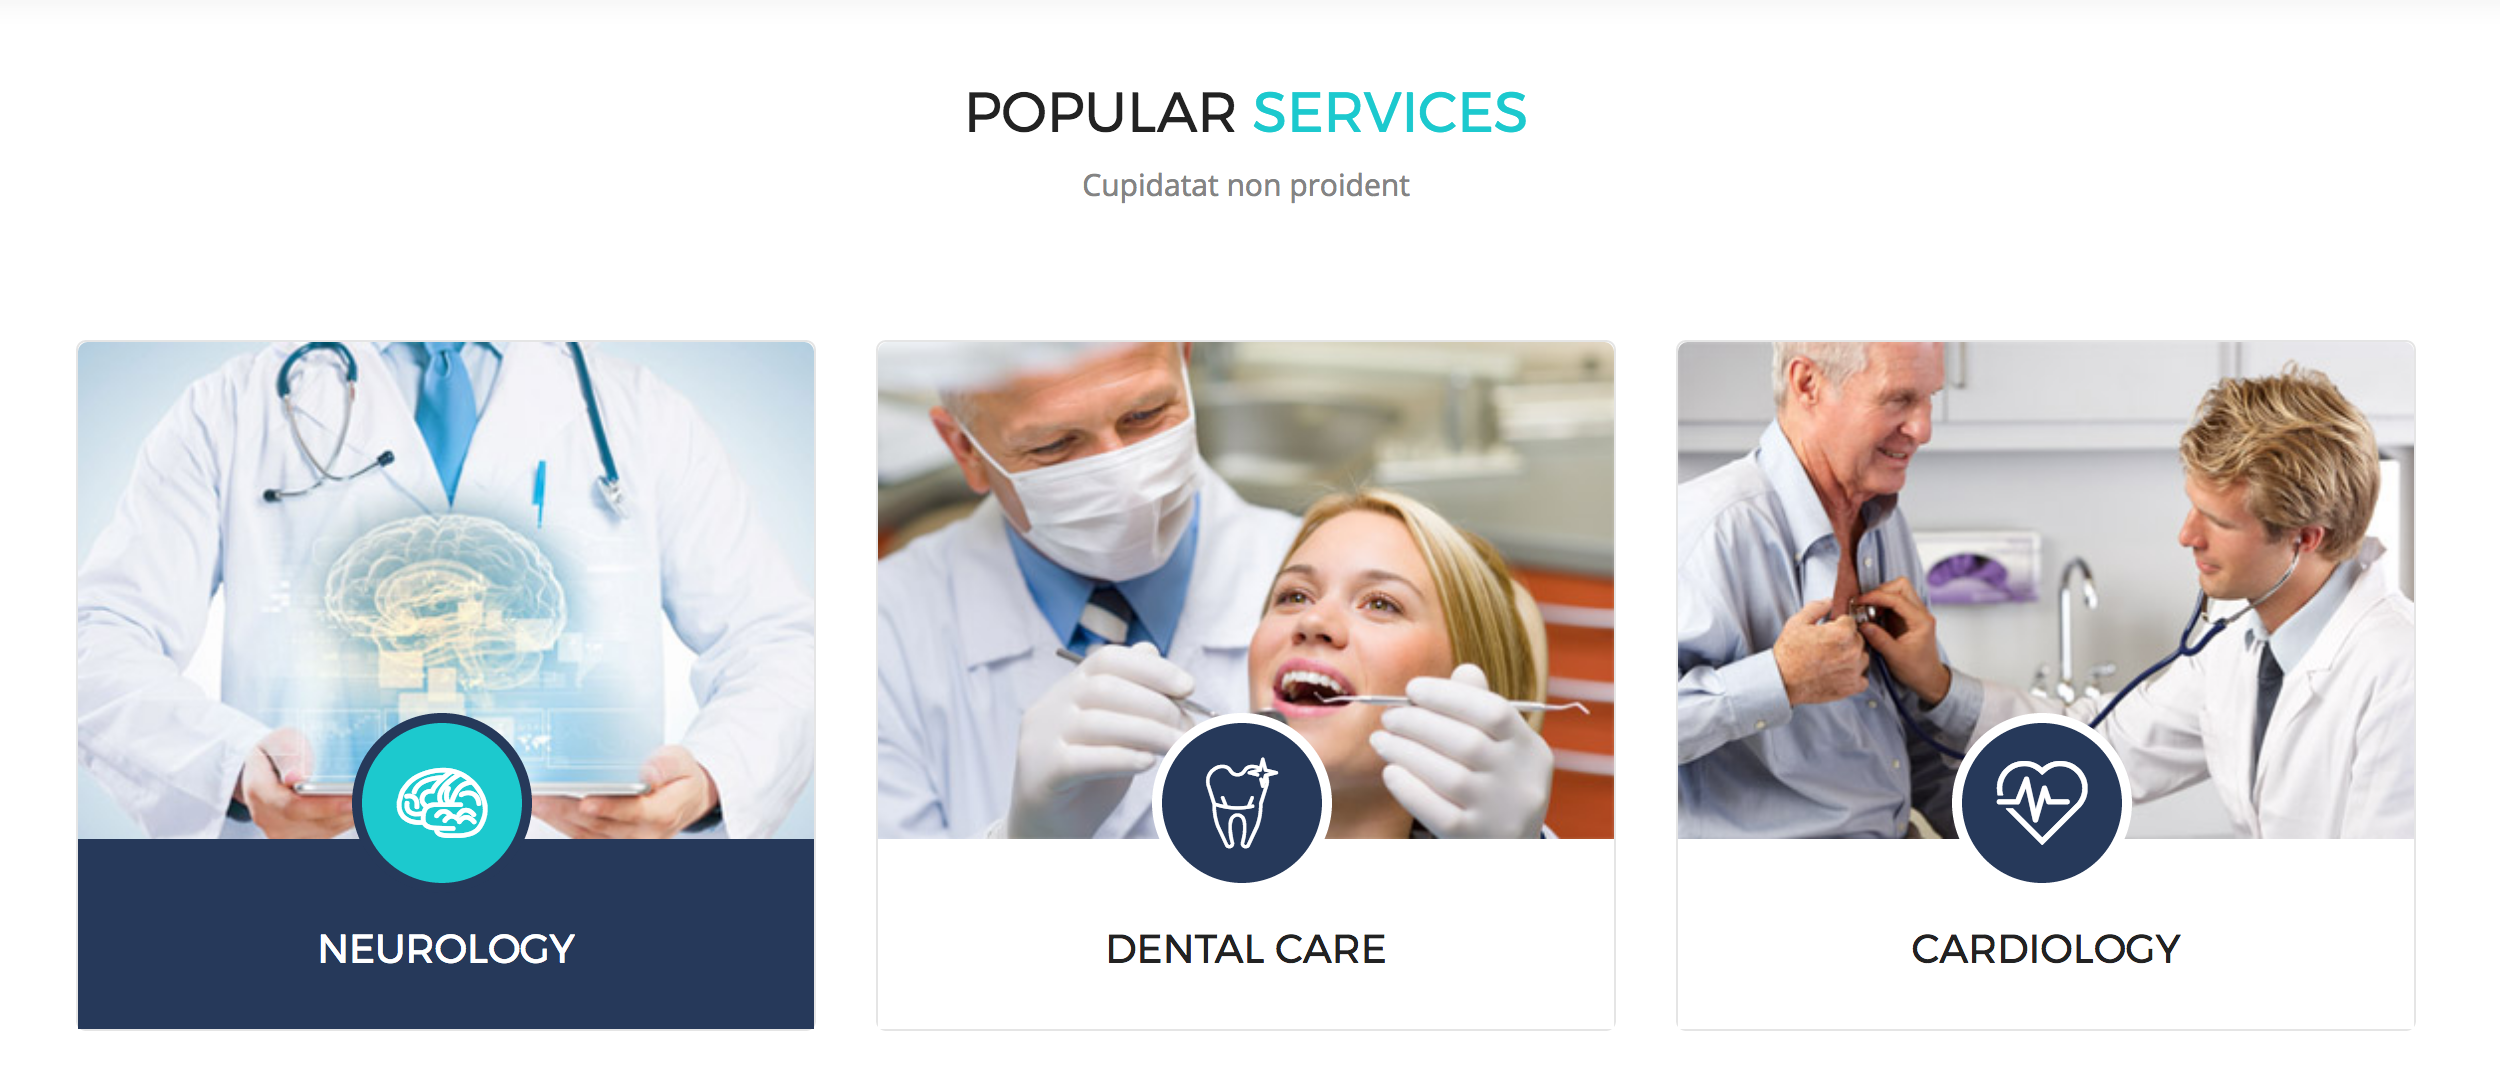 POPULAR SERVICES
Cupidatat non proident
NEUROLOGY
DENTAL CARE
CARDIOLOGY